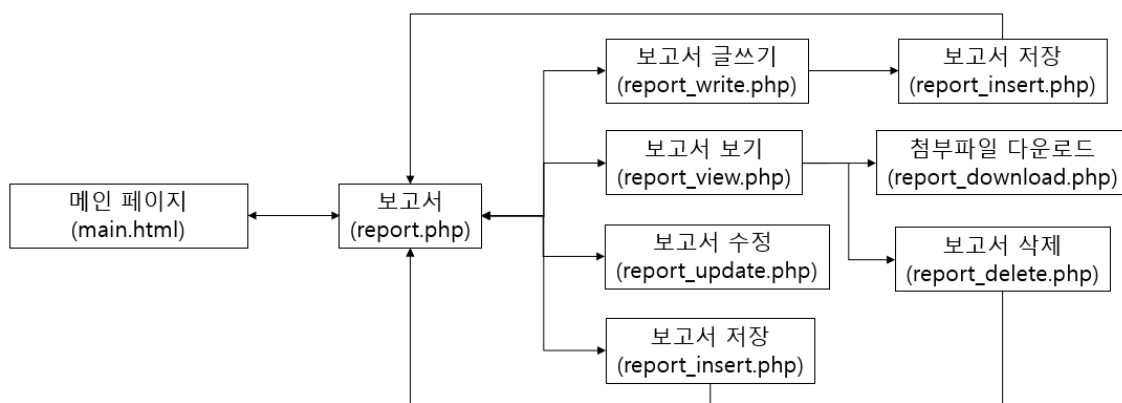 메인 페이지
(main.html)
보고서
(report.php)
보고서 글쓰기
(report_write.php)
보고서 저장
(report_insert.php)
보고서 보기
(report_view.php)
첨부파일 다운로드
(report_download.php)
보고서 수정
(report_update.php)
보고서 삭제
(report_delete.php)
보고서 저장
(report_insert.php)